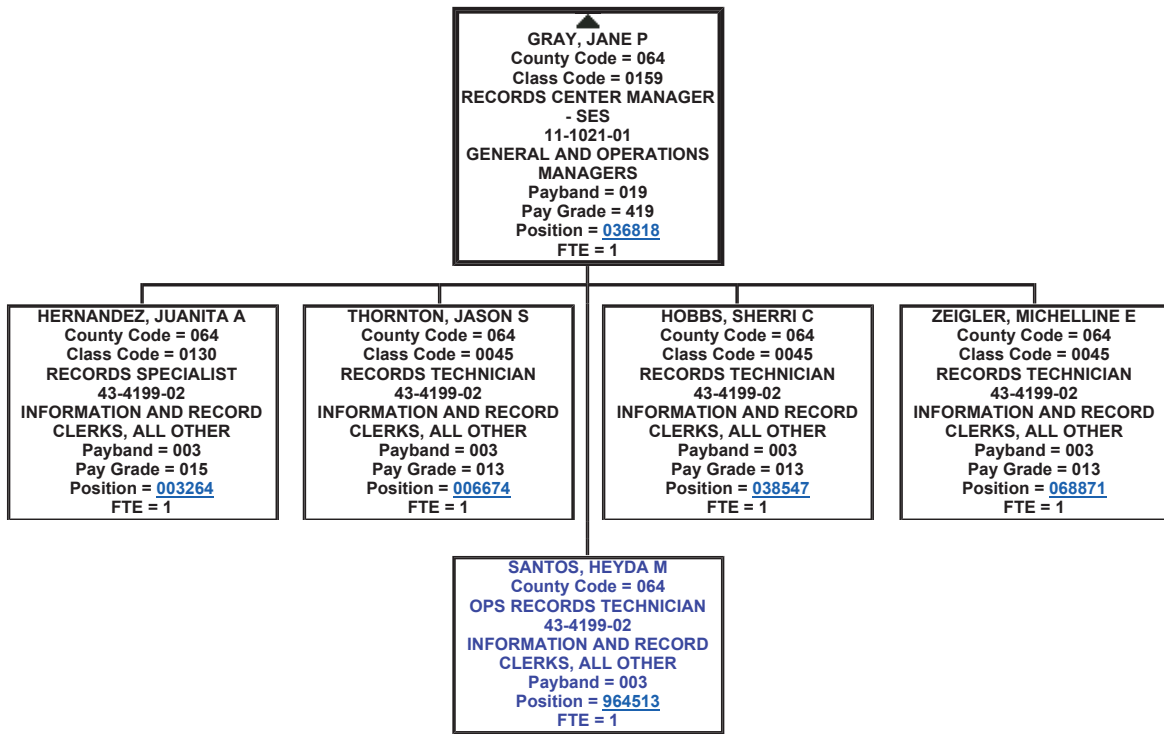 GRAY, JANE P
County Code = 064
Class Code = 0159
RECORDS CENTER MANAGER
- SES
11-1021-01
GENERAL AND OPERATIONS
MANAGERS
Payband = 019
Pay Grade = 419
Position = 036818
FTE = 1
HERNANDEZ, JUANITA A
County Code = 064
Class Code = 0130
RECORDS SPECIALIST
43-4199-02
INFORMATION AND RECORD
CLERKS, ALL OTHER
Payband = 003
Pay Grade = 015
Position = 003264
FTE = 1
THORNTON, JASON S
County Code = 064
Class Code = 0045
RECORDS TECHNICIAN
43-4199-02
INFORMATION AND RECORD
CLERKS, ALL OTHER
Payband = 003
Pay Grade = 013
Position = 006674
FTE = 1
HOBBS, SHERRI C
County Code = 064
Class Code = 0045
RECORDS TECHNICIAN
43-4199-02
INFORMATION AND RECORD
CLERKS, ALL OTHER
Payband = 003
Pay Grade = 013
Position = 038547
FTE = 1
ZEIGLER, MICHELLINE E
County Code = 064
Class Code = 0045
RECORDS TECHNICIAN
43-4199-02
INFORMATION AND RECORD
CLERKS, ALL OTHER
Payband = 003
Pay Grade = 013
Position = 068871
FTE = 1
SANTOS, HEYDA M
County Code = 064
OPS RECORDS TECHNICIAN
43-4199-02
INFORMATION AND RECORD
CLERKS, ALL OTHER
Payband = 003
Position = 964513
FTE = 1